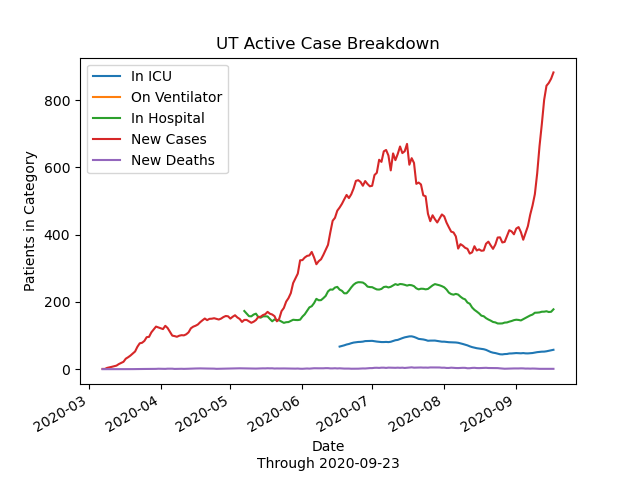 UT Active Case Breakdown
In ICU
On Ventilator
In Hospital
New Cases
New Deaths
Patients in Category
800
600
400
200
0
2020-03
2020-04
2020-05
2020-06
2020-07
2020-08
2020-09
Date
Through 2020-09-23